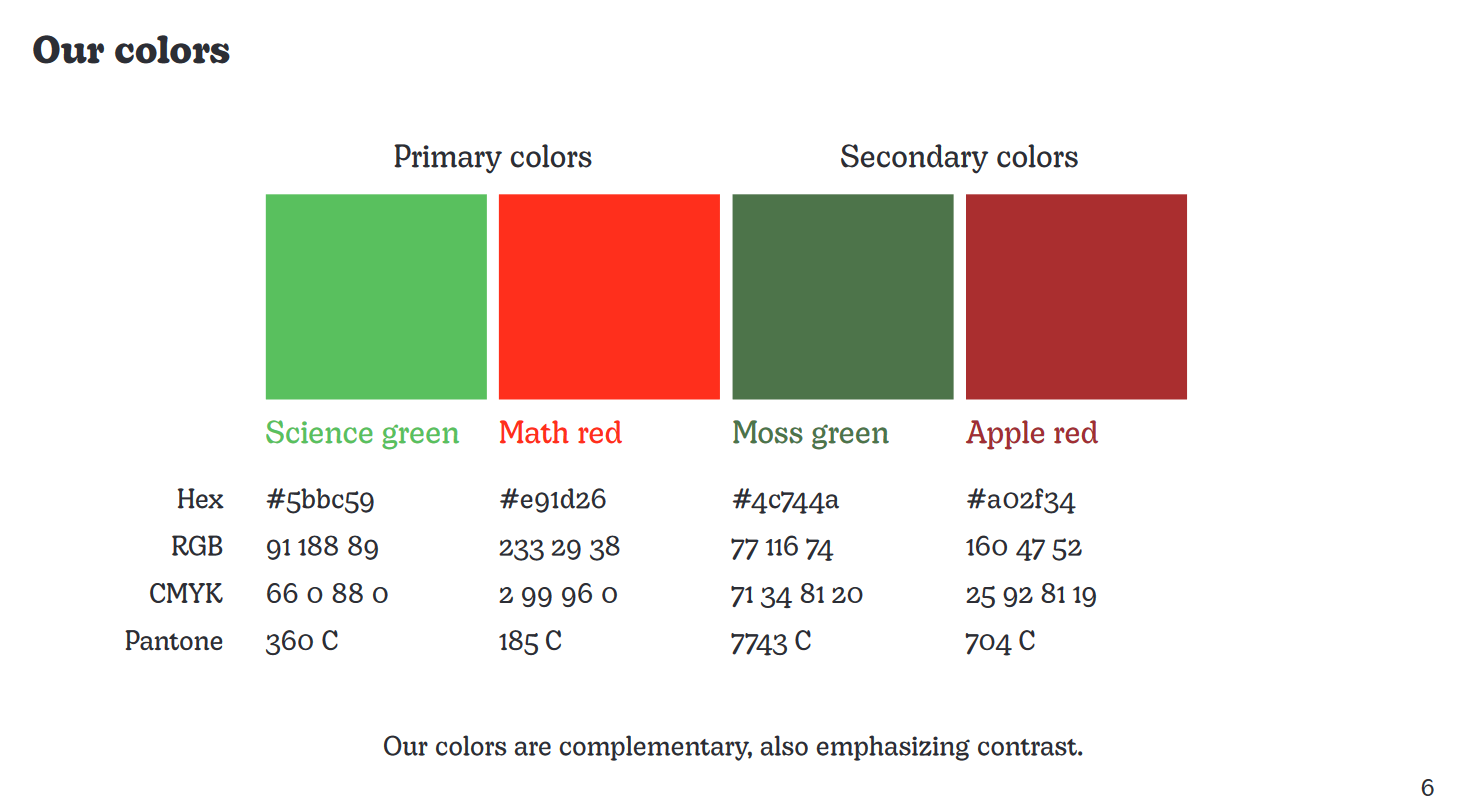 Our colors
Primary colors Secondary colors
Science green Math red Moss green Apple red
Hex #5bbc59 #e91d26 #4c744a #a02f34
RGB 91 188 89 233 29 38 77 116 74 160 47 52
CMYK 66 0 88 0 2 99 96 0 71 34 81 20 25 92 81 19
Pantone 360 C 185 C 7743 C 704 C
Our colors are complementary, also emphasizing contrast.
6